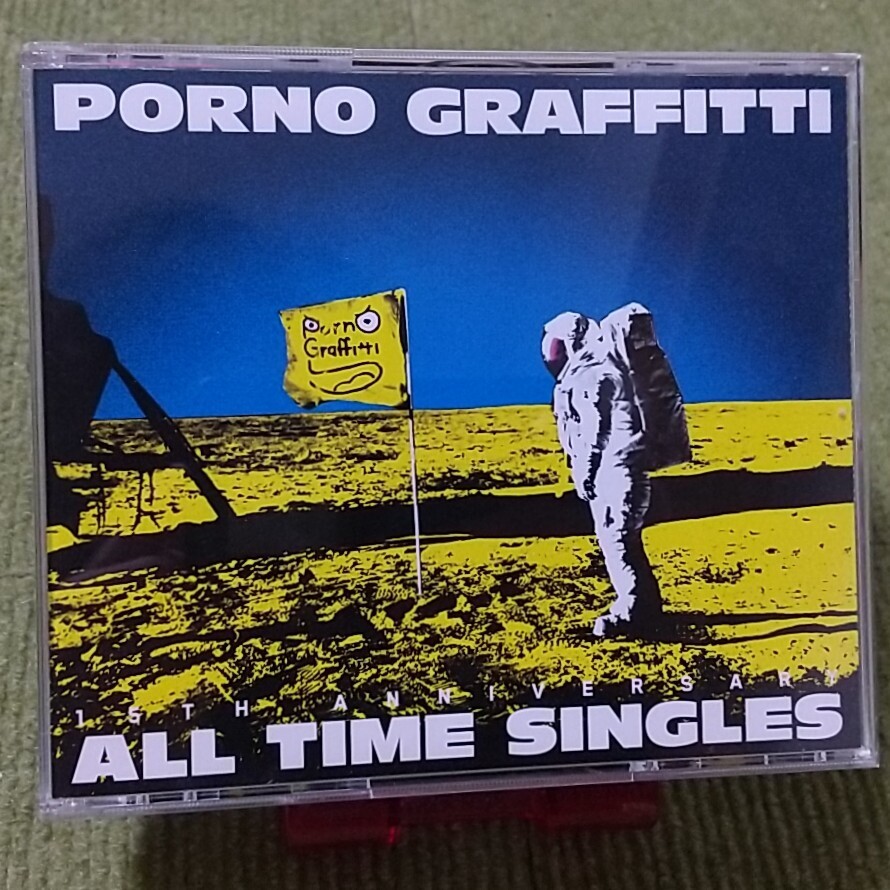 PORNO GRAFFITTI
Porno
Graffitti
15TH ANNIVERSARY
ALL TIME SINGLES